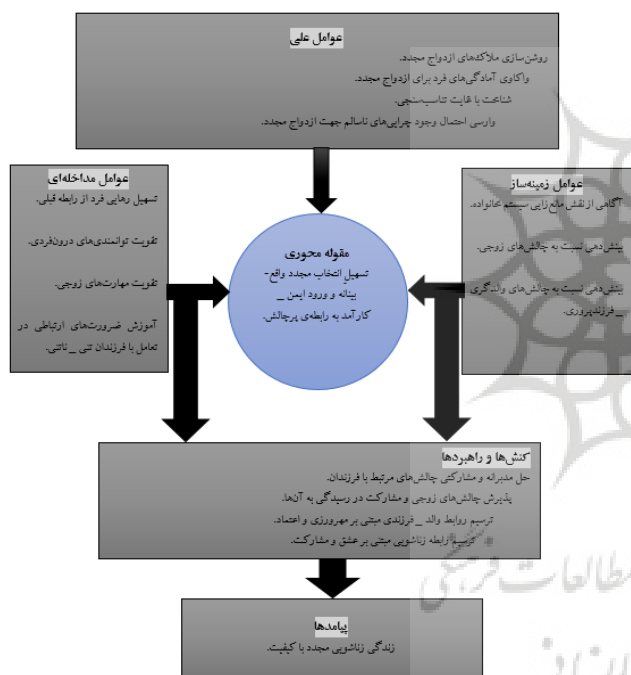 عوامل علی
روشن‌سازی ملاک‌های ازدواج مجدد.
واکاوی آمادگی‌های فرد برای ازدواج مجدد.
شناخت با غایت تناسب‌سنجی.
وارسی احتمال وجود چرایی‌های ناسالم جهت ازدواج مجدد.
عوامل زمینه‌ساز
آگاهی از نقش مانع‌زایی سیستم خانواده.
بینش‌دهی نسبت به چالش‌های زوجی.
بینش‌دهی نسبت به چالش‌های والدگری
_ فرزندپروری.
مقوله محوری
تسهیل انتخاب مجدد واقع-
بینانه و ورود ایمن _
کارآمد به رابطه‌ی پرچالش.
عوامل مداخله‌ای
تسهیل رهایی فرد از رابطه قبلی.
تقویت توانمندی‌های درون‌فردی.
تقویت مهارت‌های زوجی.
آموزش ضرورت‌های ارتباطی در
تعامل با فرزندان تنی _ ناتنی.
کنش‌ها و راهبردها
حل مدبرانه و مشارکتی چالش‌های مرتبط با فرزندان.
پذیرش چالش‌های زوجی و مشارکت در رسیدگی به آن‌ها.
ترسیم روابط والد _ فرزندی مبتنی بر مهرورزی و اعتماد.
ترسیم رابطه زناشویی مبتنی بر عشق و مشارکت.
مطالعات فرهنگی
پیامدها
زندگی زناشویی مجدد با کیفیت.